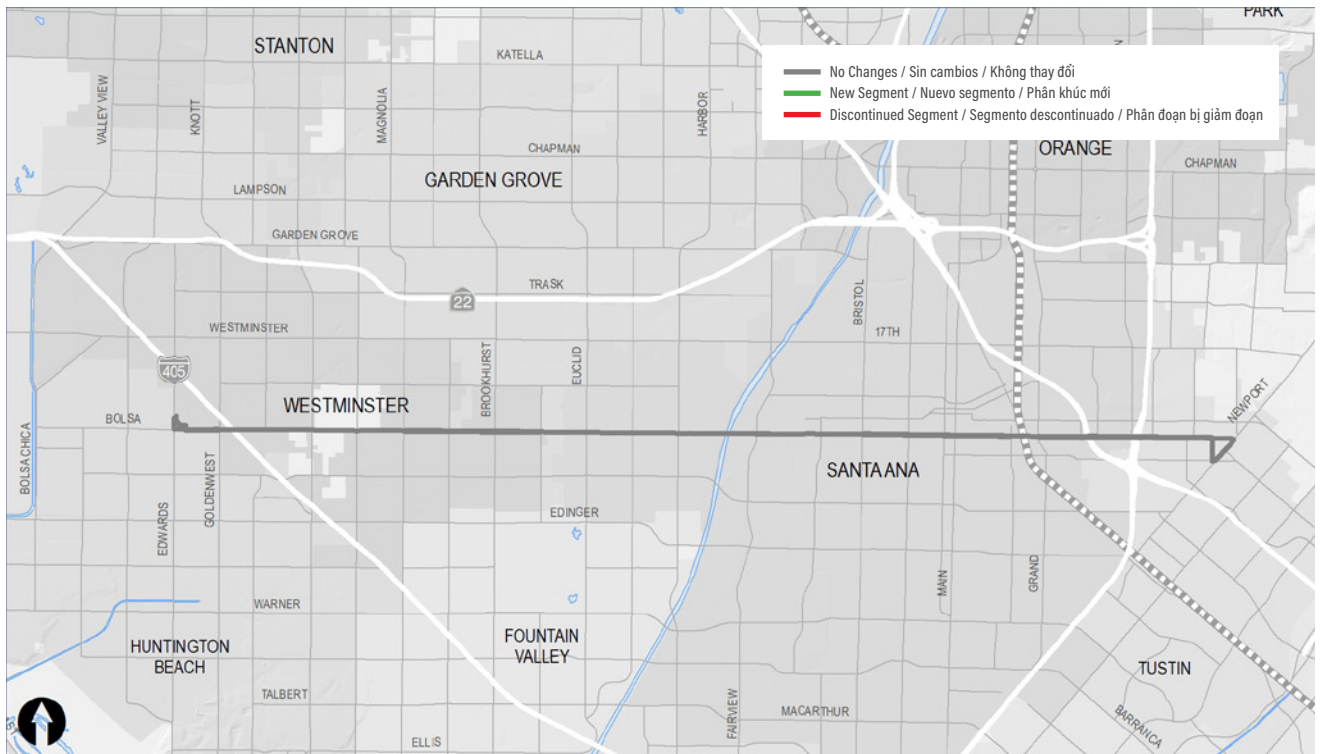 PARK
STANTON
KATELLA
No Changes / Sin cambios / Không thay đổi
New Segment / Nuevo segmento / Phân khúc mới
Discontinued Segment / Segmento descontinuado / Phân đoạn bị giảm đoạn
VALLEY VIEW
KNOTT
MAGNOLIA
HARBOR
CHAPMAN
ORANGE
CHAPMAN
LAMPSON
GARDEN GROVE
GARDEN GROVE
TRASK
22
BRISTOL
WESTMINSTER
17TH
405
BROOKHURST
EUCLID
NEWPORT
BOLSA
WESTMINSTER
BOLSA CHICA
GOLDENWEST
SANTA ANA
EDWARDS
EDINGER
MAIN
GRAND
WARNER
HUNTINGTON
BEACH
FOUNTAIN
VALLEY
TUSTIN
TALBERT
FAIRVIEW
MACARTHUR
BARRANCA
ELLIS